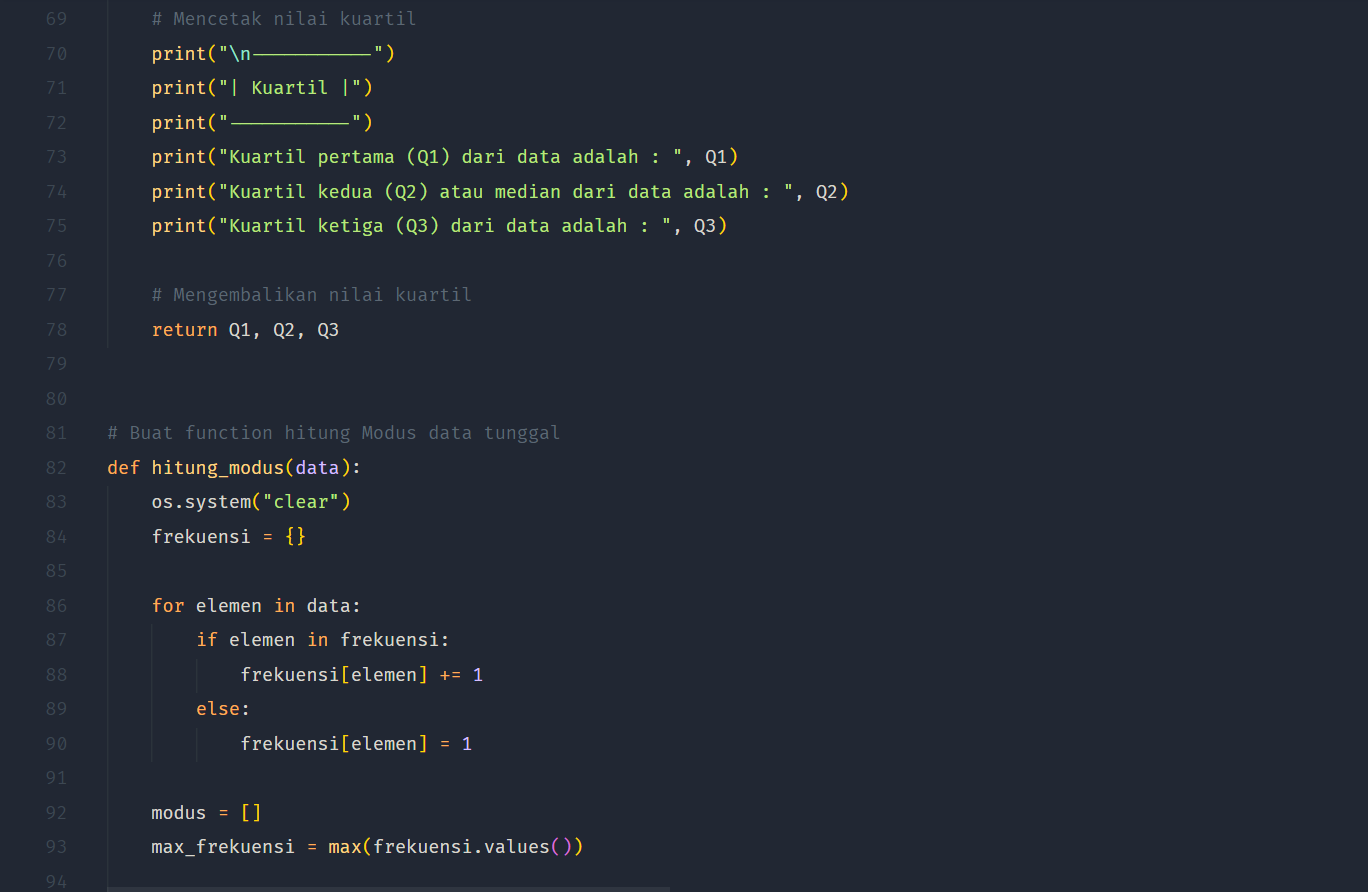 69 # Mencetak nilai kuartil
70 print("\n-----------")
71 print("| Kuartil |")
72 print("-----------")
73 print("Kuartil pertama (Q1) dari data adalah : ", Q1)
74 print("Kuartil kedua (Q2) atau median dari data adalah : ", Q2)
75 print("Kuartil ketiga (Q3) dari data adalah : ", Q3)
76
77 # Mengembalikan nilai kuartil
78 return Q1, Q2, Q3
79
80
81 # Buat function hitung Modus data tunggal
82 def hitung_modus(data):
83 os.system("clear")
84 frekuensi = {}
85
86 for elemen in data:
87 if elemen in frekuensi:
88 frekuensi[elemen] += 1
89 else:
90 frekuensi[elemen] = 1
91
92 modus = []
93 max_frekuensi = max(frekuensi.values())
94